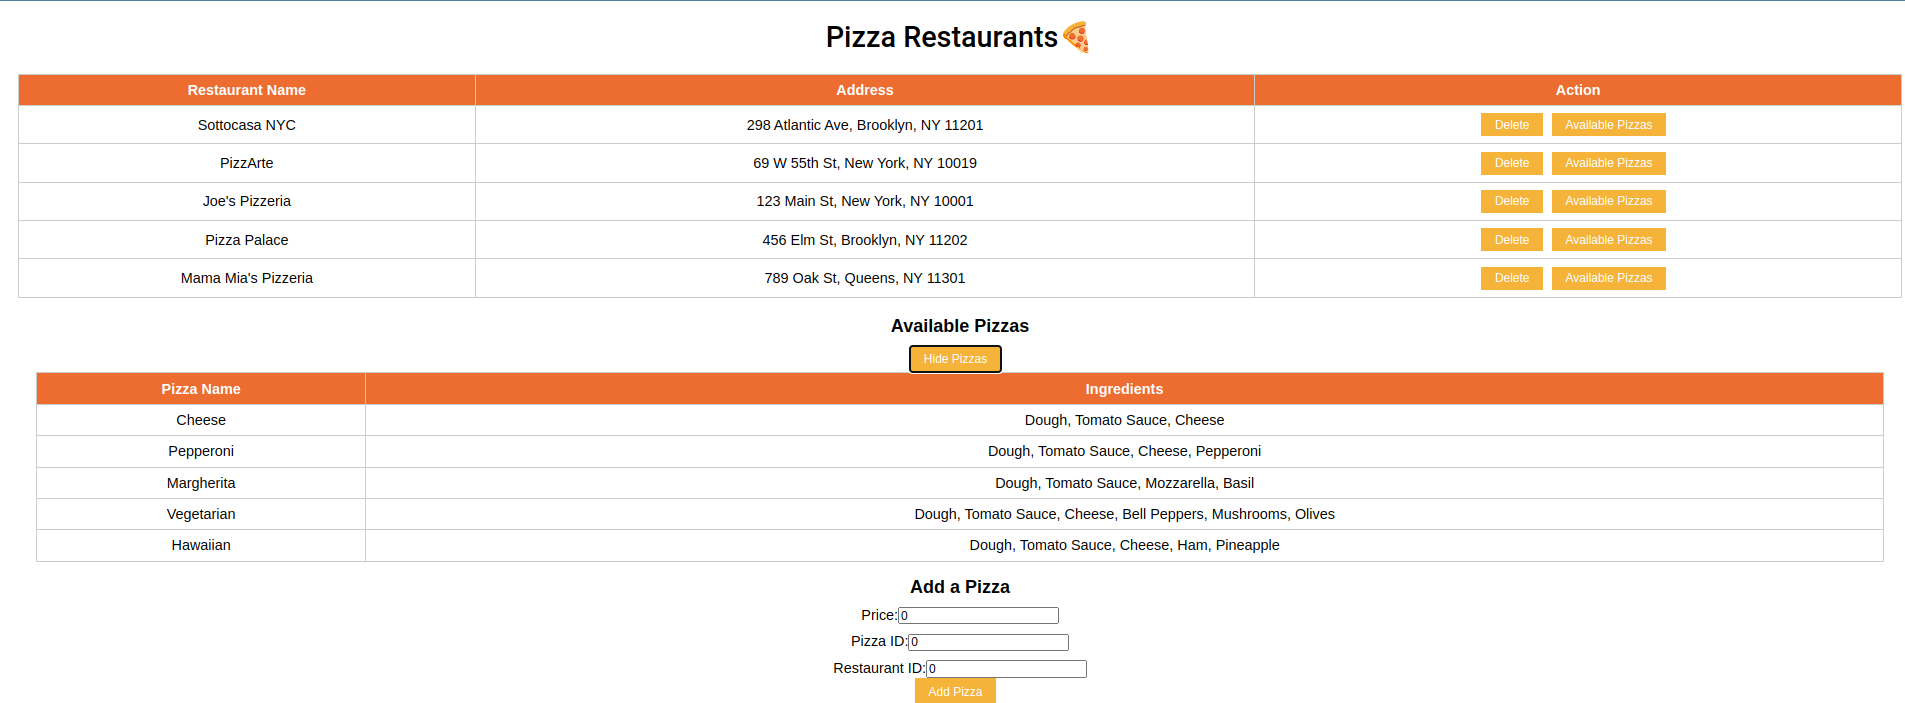 Pizza Restaurants🍕
Restaurant Name Address Action
Sottocasa NYC 298 Atlantic Ave, Brooklyn, NY 11201 Delete Available Pizzas
PizzArte 69 W 55th St, New York, NY 10019 Delete Available Pizzas
Joe's Pizzeria 123 Main St, New York, NY 10001 Delete Available Pizzas
Pizza Palace 456 Elm St, Brooklyn, NY 11202 Delete Available Pizzas
Mama Mia's Pizzeria 789 Oak St, Queens, NY 11301 Delete Available Pizzas
Available Pizzas
Hide Pizzas
Pizza Name Ingredients
Cheese Dough, Tomato Sauce, Cheese
Pepperoni Dough, Tomato Sauce, Cheese, Pepperoni
Margherita Dough, Tomato Sauce, Mozzarella, Basil
Vegetarian Dough, Tomato Sauce, Cheese, Bell Peppers, Mushrooms, Olives
Hawaiian Dough, Tomato Sauce, Cheese, Ham, Pineapple
Add a Pizza
Price: 0
Pizza ID: 0
Restaurant ID: 0
Add Pizza